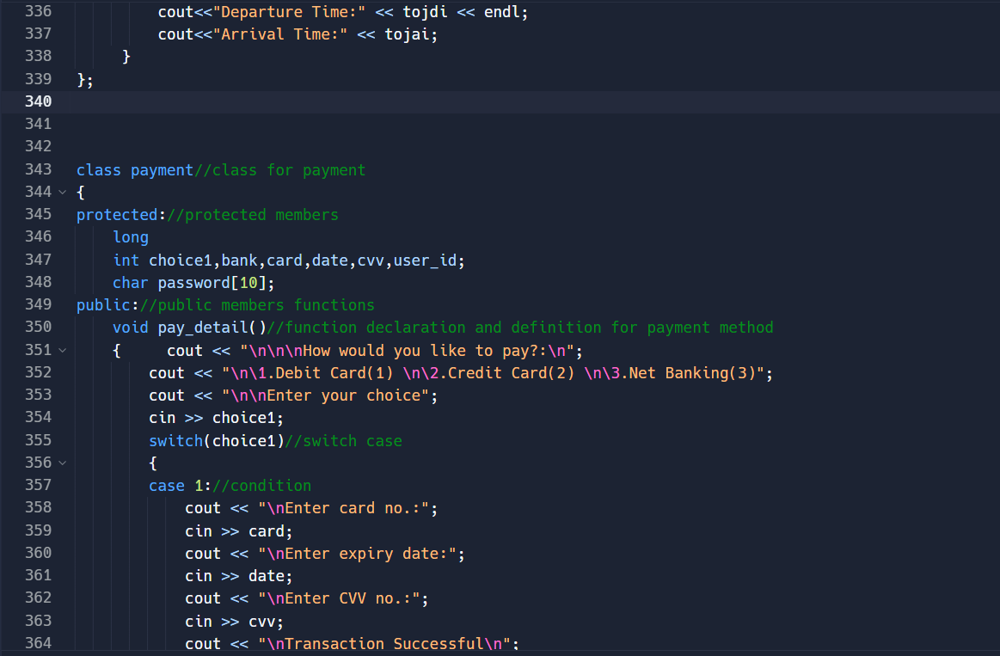 336 cout<<"Departure Time:" << tojdi << endl;
337 cout<<"Arrival Time:" << tojai;
338 }
339 };
340
341
342
343 class payment//class for payment
344 {
345 protected://protected members
346 long
347 int choice1,bank,card,date,cvv,user_id;
348 char password[10];
349 public://public members functions
350 void pay_detail()//function declaration and definition for payment method
351 { cout << "\n\n\nHow would you like to pay?:\n";
352 cout << "\n\1.Debit Card(1) \n\2.Credit Card(2) \n\3.Net Banking(3)";
353 cout << "\n\nEnter your choice";
354 cin >> choice1;
355 switch(choice1)//switch case
356 {
357 case 1://condition
358 cout << "\nEnter card no.:";
359 cin >> card;
360 cout << "\nEnter expiry date:";
361 cin >> date;
362 cout << "\nEnter CVV no.:";
363 cin >> cvv;
364 cout << "\nTransaction Successful\n";